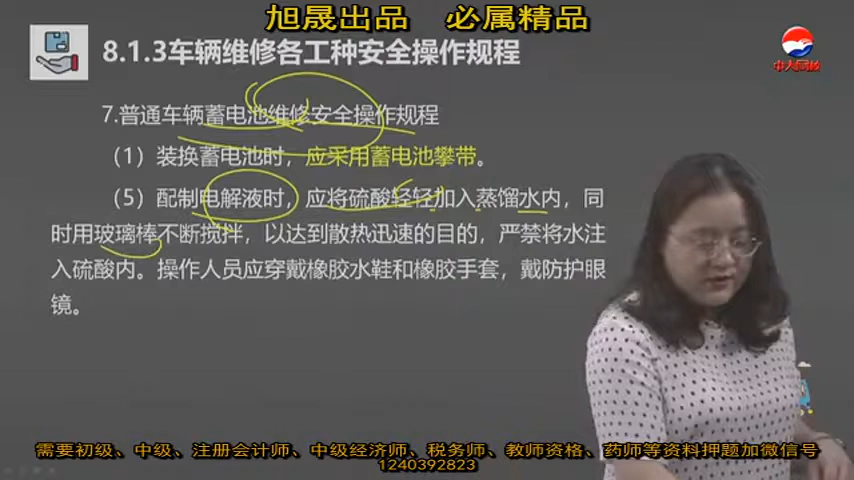 旭晟出品 必属精品
8.1.3车辆维修各工种安全操作规程
7.普通车辆蓄电池维修安全操作规程
（1）装换蓄电池时，应采用蓄电池攀带。
（5）配制电解液时，应将硫酸轻轻加入蒸馏水内，同
时用玻璃棒不断搅拌，以达到散热迅速的目的，严禁将水注
入硫酸内。操作人员应穿戴橡胶水鞋和橡胶手套，戴防护眼
镜。
需要初级、中级、注册会计师、中级经济师、税务师、教师资格、药师等资料押题加微信号
1240392823